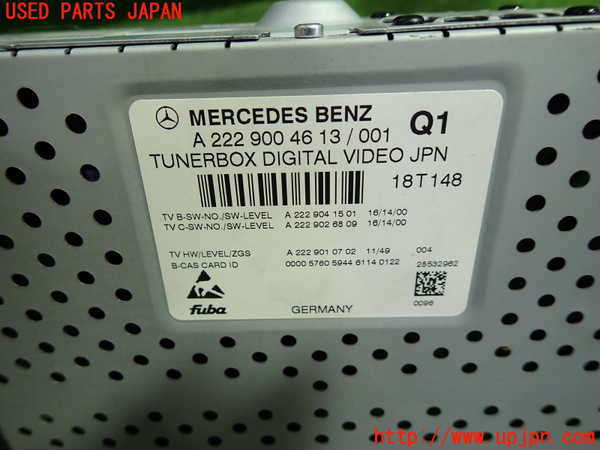 USED PARTS JAPAN
MERCEDES BENZ
Q1
A 222 900 46 13 / 001
TUNERBOX DIGITAL VIDEO JPN
18T148
TV B-SW-NO./SW-LEVEL A 222 904 15 01 16/14/00
TV C-SW-NO./SW-LEVEL A 222 902 68 09 16/14/00
TV HW/LEVEL/ZGS A 222 901 07 02 11/49 004
B-CAS CARD ID 0000 5760 5944 6114 0122 28532962
fuba
GERMANY
0096
http://www.upjpn.com/